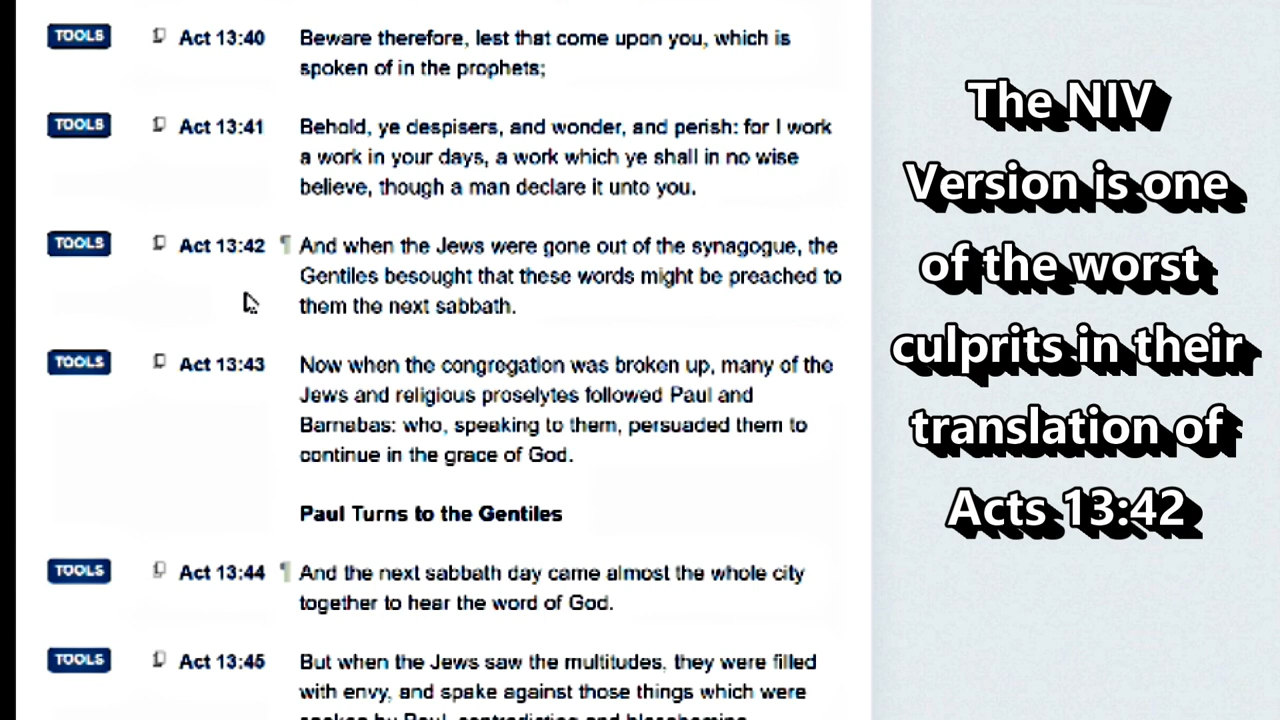 TOOLS Act 13:40 Beware therefore, lest that come upon you, which is
spoken of in the prophets;
TOOLS Act 13:41 Behold, ye despisers, and wonder, and perish: for I work
a work in your days, a work which ye shall in no wise
believe, though a man declare it unto you.
TOOLS Act 13:42 ¶ And when the Jews were gone out of the synagogue, the
Gentiles besought that these words might be preached to
them the next sabbath.
TOOLS Act 13:43 Now when the congregation was broken up, many of the
Jews and religious proselytes followed Paul and
Barnabas: who, speaking to them, persuaded them to
continue in the grace of God.
Paul Turns to the Gentiles
TOOLS Act 13:44 ¶ And the next sabbath day came almost the whole city
together to hear the word of God.
TOOLS Act 13:45 But when the Jews saw the multitudes, they were filled
with envy, and spake against those things which were
The NIV
Version is one
of the worst
culprits in their
translation of
Acts 13:42